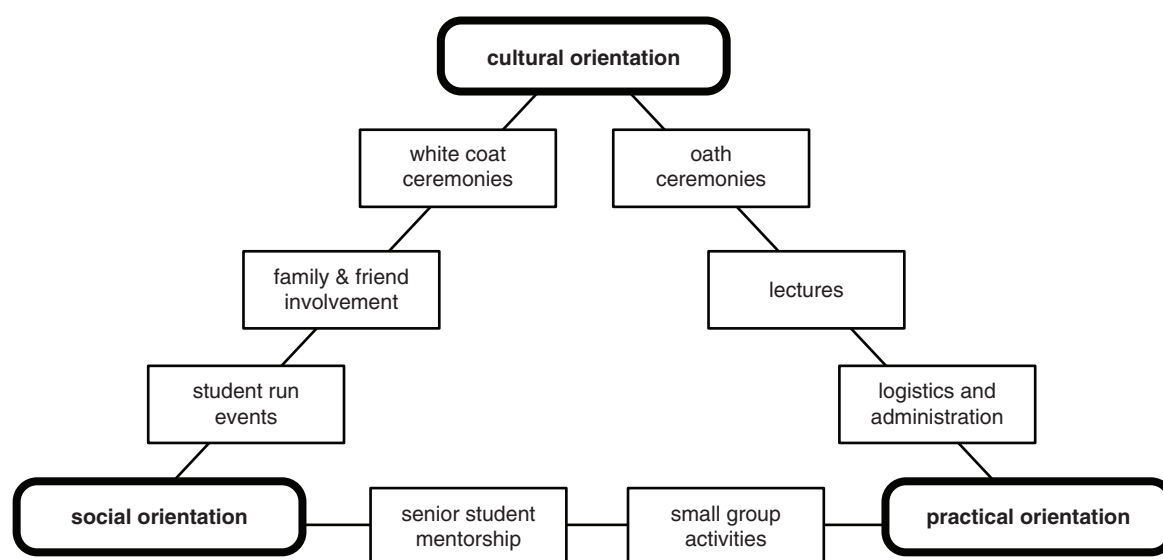 cultural orientation
white coat
ceremonies
oath
ceremonies
family & friend
involvement
lectures
student run
events
logistics and
administration
social orientation
senior student
mentorship
small group
activities
practical orientation